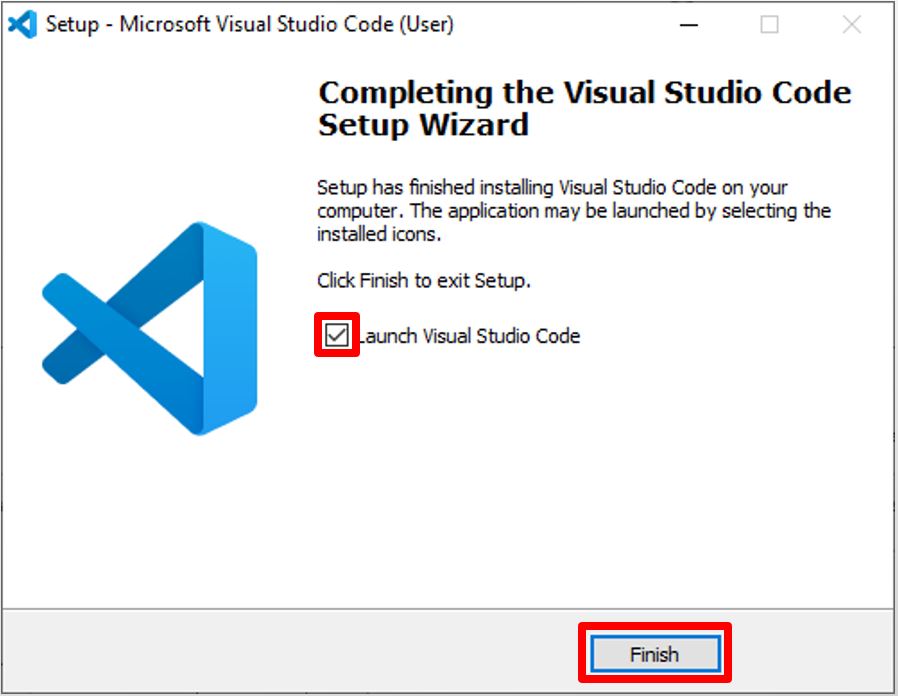 Setup - Microsoft Visual Studio Code (User)
Completing the Visual Studio Code
Setup Wizard
Setup has finished installing Visual Studio Code on your
computer. The application may be launched by selecting the
installed icons.
Click Finish to exit Setup.
Launch Visual Studio Code
Finish